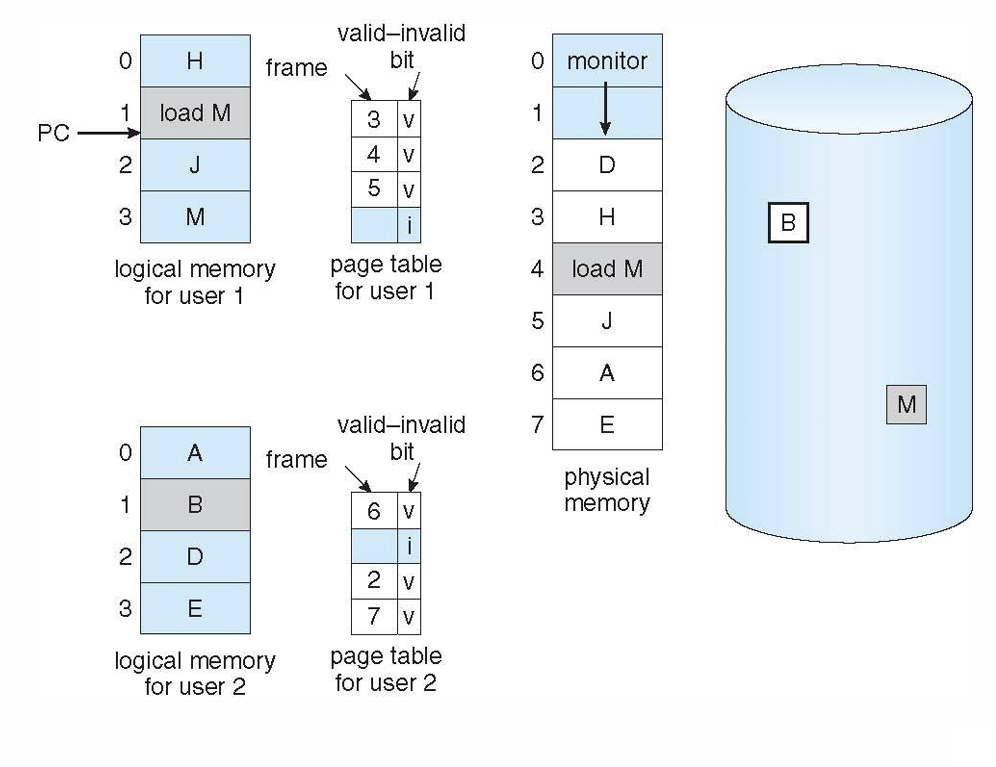 0
H
1
load M
PC
2
J
3
M
logical memory
for user 1
valid–invalid
bit
frame
3 v
4 v
5 v
i
page table
for user 1
0
monitor
1
2
D
3
H
4
load M
5
J
6
A
7
E
physical
memory
B
M
0
A
1
B
2
D
3
E
logical memory
for user 2
valid–invalid
bit
frame
6 v
i
2 v
7 v
page table
for user 2